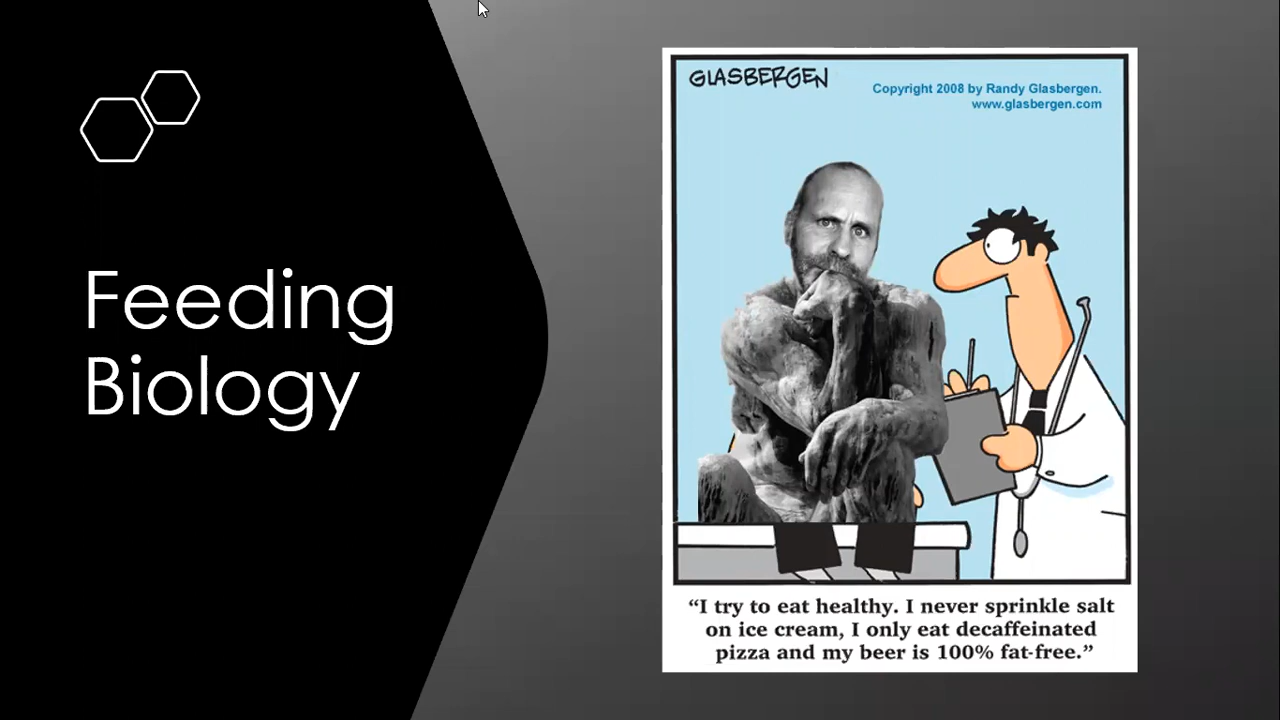 Feeding
Biology
GLASBERGEN
Copyright 2008 by Randy Glasbergen.
www.glasbergen.com
“I try to eat healthy. I never sprinkle salt
on ice cream, I only eat decaffeinated
pizza and my beer is 100% fat-free.”